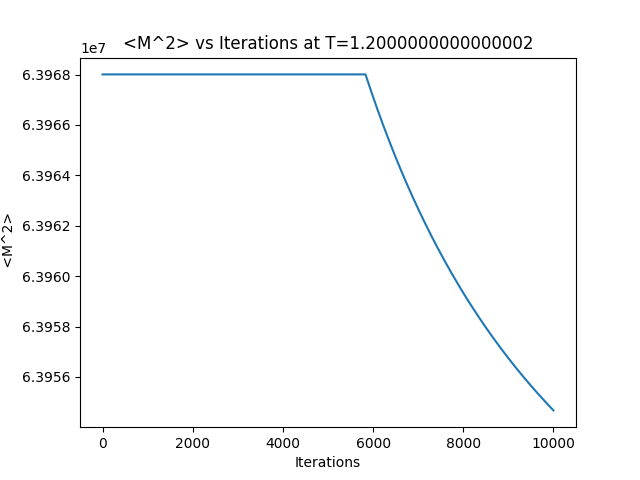 <M^2> vs Iterations at T=1.2000000000000002
1e7
6.3968
6.3966
6.3964
6.3962
6.3960
6.3958
6.3956
<M^2>
0 2000 4000 6000 8000 10000
Iterations